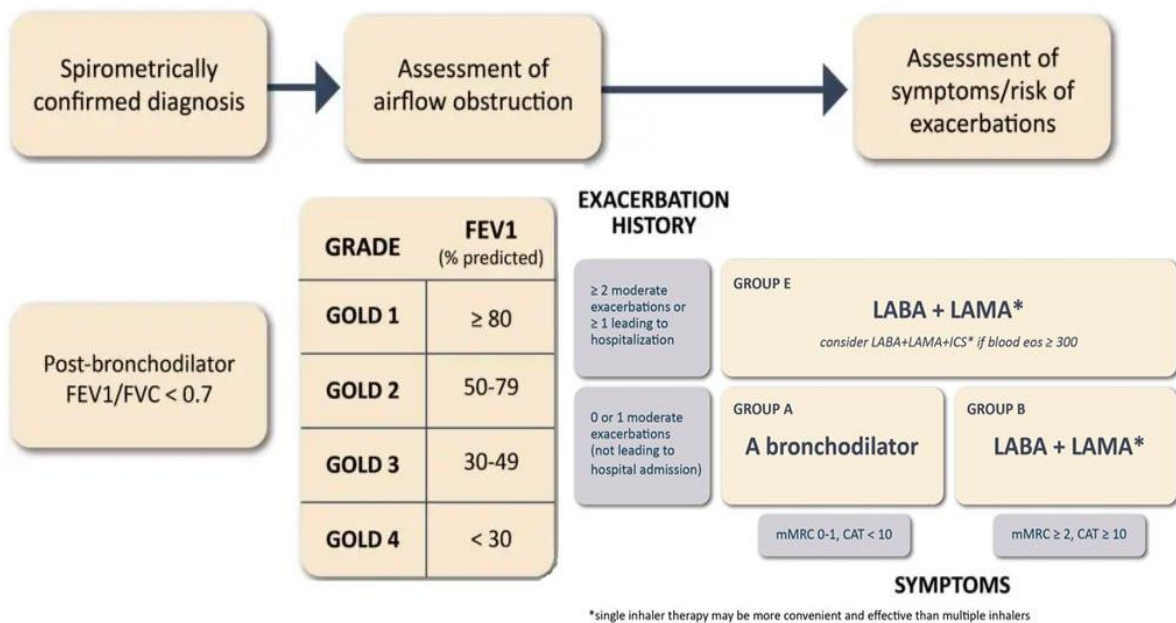 Spirometrically
confirmed diagnosis
Assessment of
airflow obstruction
Assessment of
symptoms/risk of
exacerbations
Post-bronchodilator
FEV1/FVC < 0.7
GRADE
FEV1
(% predicted)
GOLD 1
≥ 80
GOLD 2
50-79
GOLD 3
30-49
GOLD 4
< 30
EXACERBATION
HISTORY
≥ 2 moderate
exacerbations or
≥ 1 leading to
hospitalization
GROUP E
LABA + LAMA*
consider LABA+LAMA+ICS* if blood eos ≥ 300
0 or 1 moderate
exacerbations
(not leading to
hospital admission)
GROUP A
A bronchodilator
GROUP B
LABA + LAMA*
mMRC 0-1, CAT < 10
mMRC ≥ 2, CAT ≥ 10
SYMPTOMS
*single inhaler therapy may be more convenient and effective than multiple inhalers